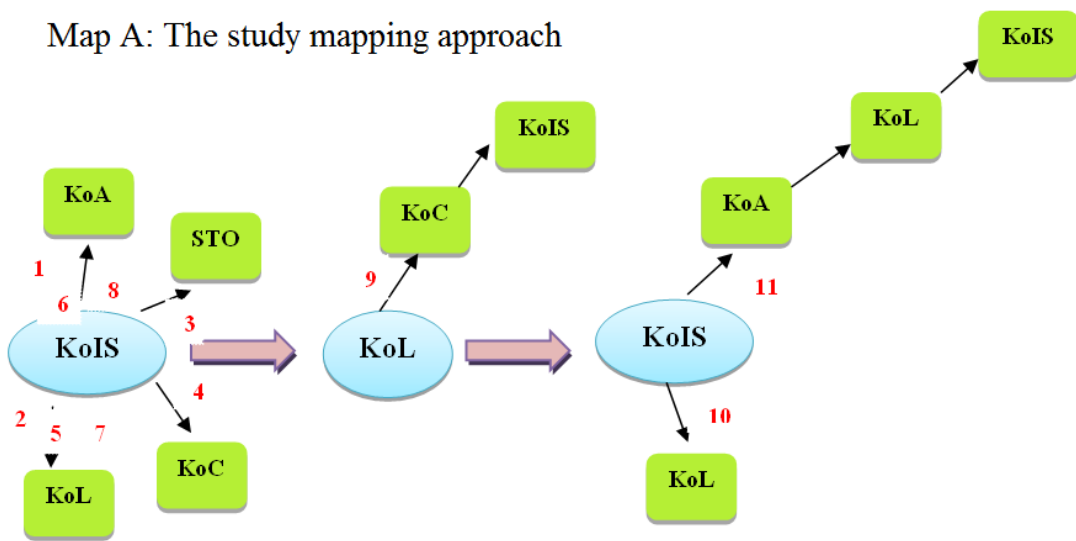 Map A: The study mapping approach
KoIS
KoL
KoIS
KoA
KoC
KoA
STO
1
9
8
11
6
3
KoIS
KoL
KoIS
4
2
5
7
10
KoC
KoL
KoL